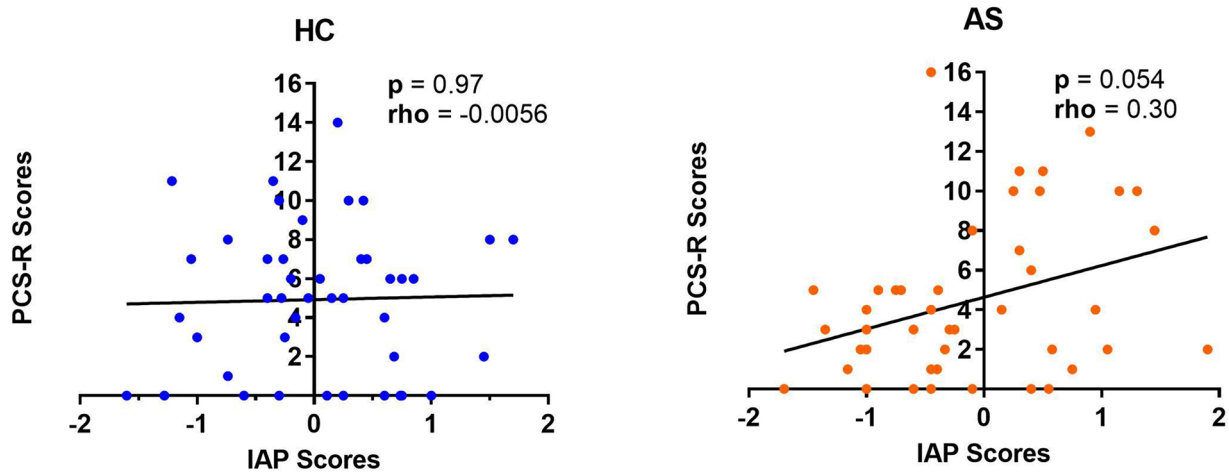 HC
p = 0.97
rho = -0.0056
16
14
12
10
8
6
4
2
PCS-R Scores
-2
-1
0
1
2
IAP Scores
AS
p = 0.054
rho = 0.30
16
14
12
10
8
6
4
2
PCS-R Scores
-2
-1
0
1
2
IAP Scores